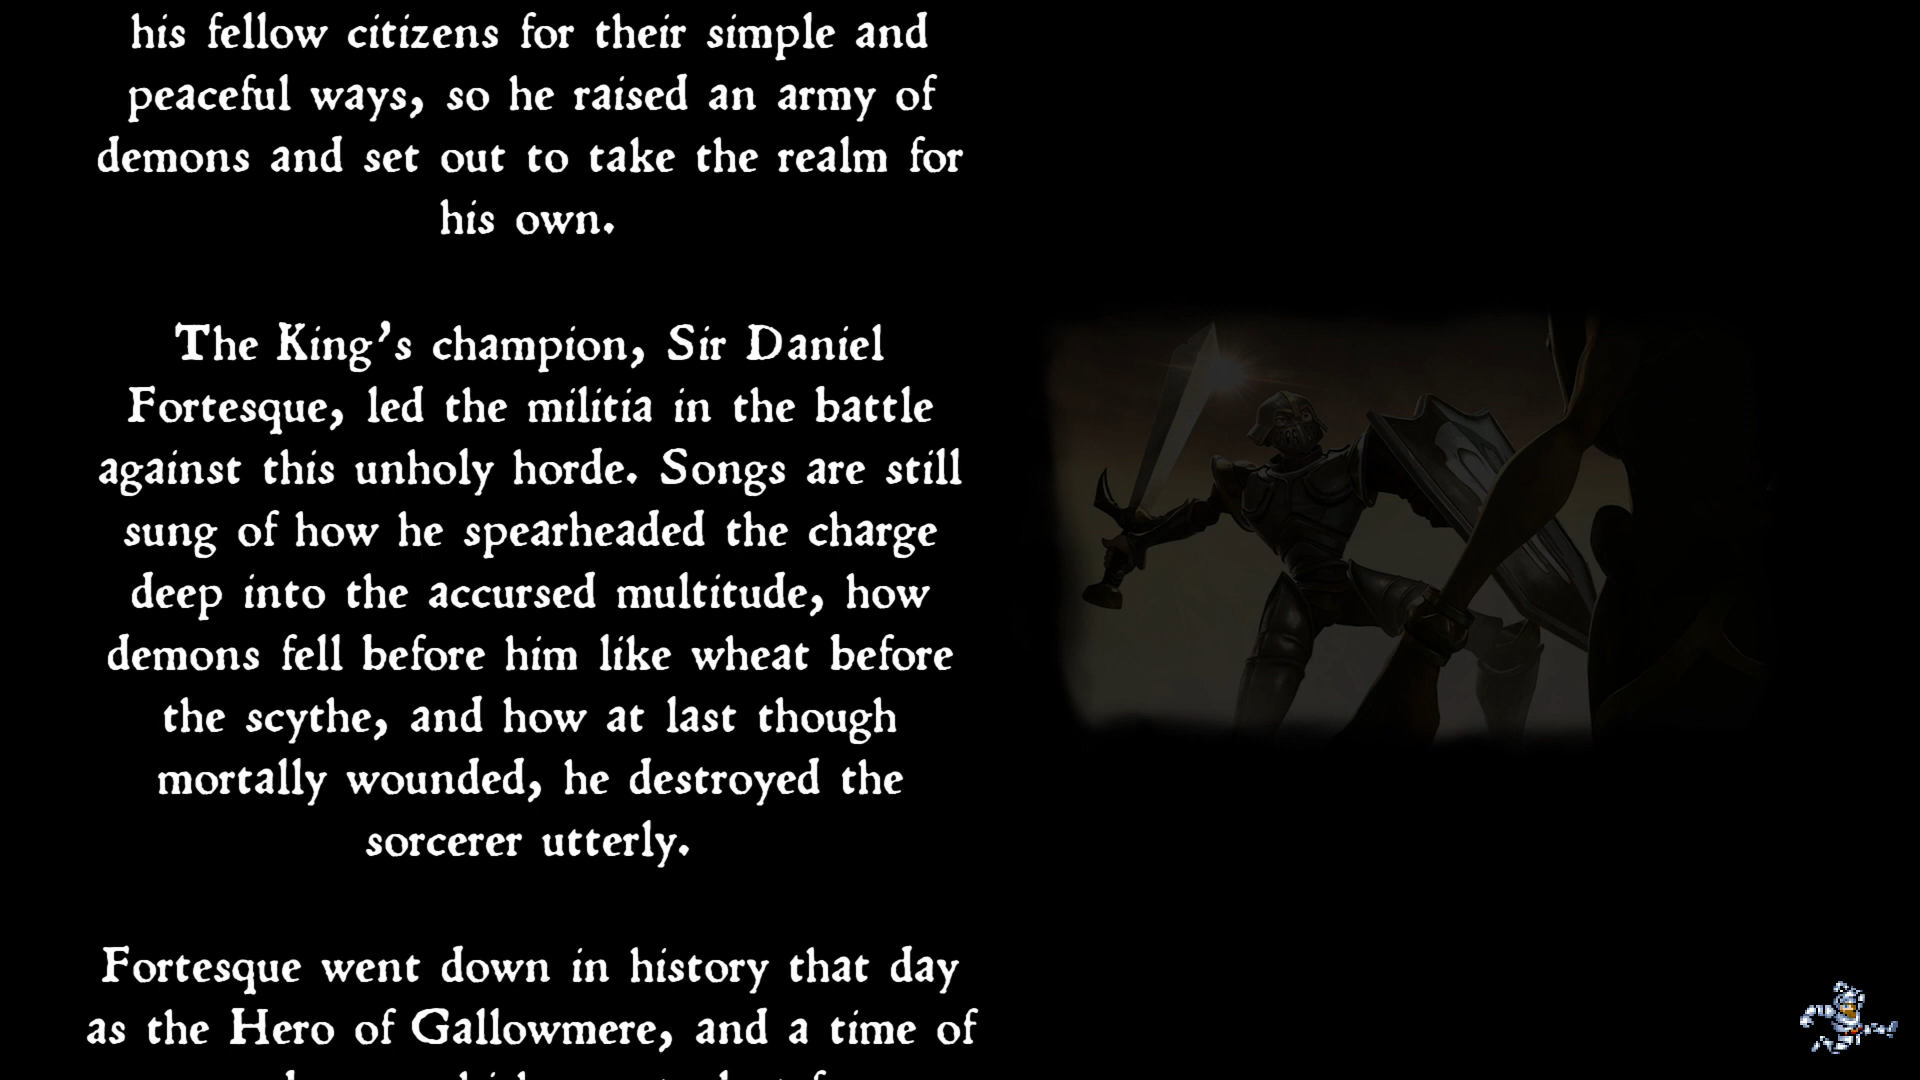 his fellow citizens for their simple and
peaceful ways, so he raised an army of
demons and set out to take the realm for
his own.
The King's champion, Sir Daniel
Fortesque, led the militia in the battle
against this unholy horde. Songs are still
sung of how he spearheaded the charge
deep into the accursed multitude, how
demons fell before him like wheat before
the scythe, and how at last though
mortally wounded, he destroyed the
sorcerer utterly.
Fortesque went down in history that day
as the Hero of Gallowmere, and a time of